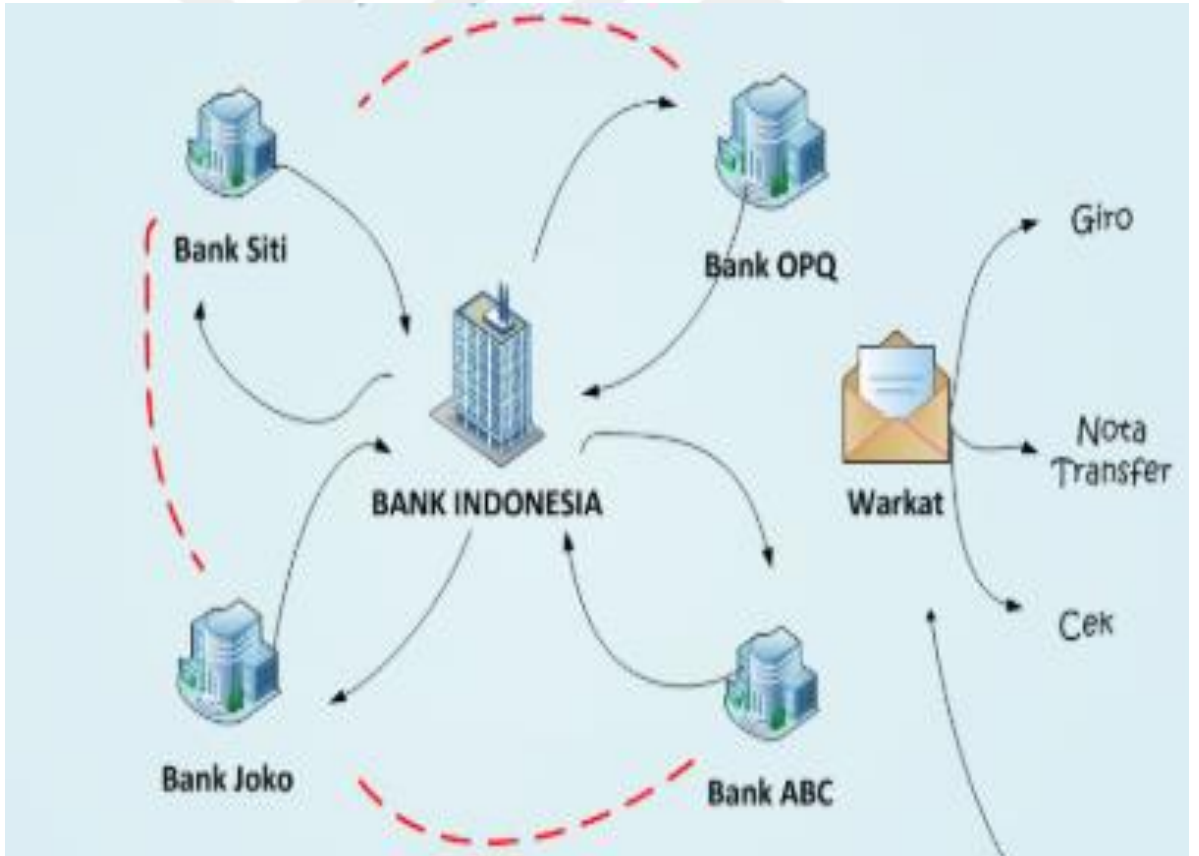 Bank Siti
Bank OPQ
Giro
BANK INDONESIA
Warkat
Nota
Transfer
Cek
Bank Joko
Bank ABC